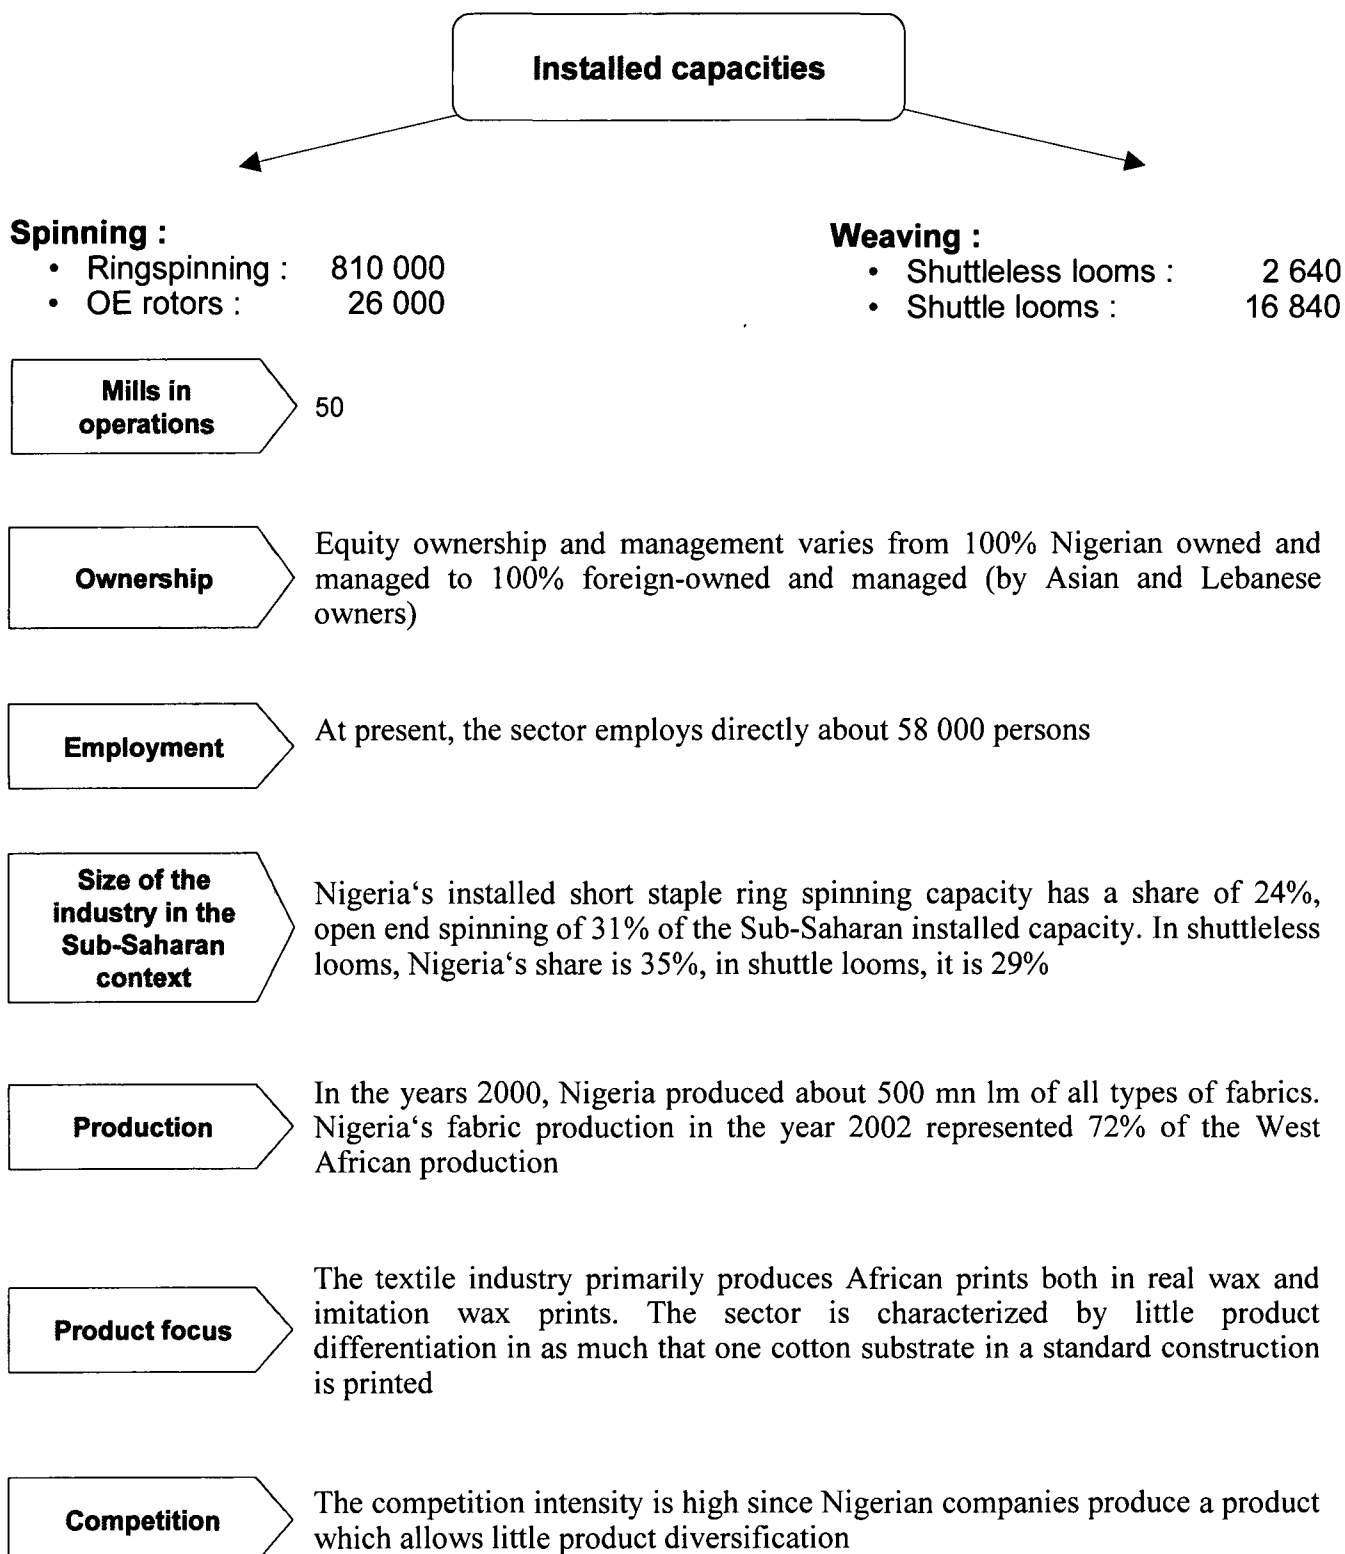 Installed capacities
Spinning :
• Ringspinning : 810 000
• OE rotors : 26 000
Weaving :
• Shuttleless looms : 2 640
• Shuttle looms : 16 840
Mills in
operations
50
Ownership
Equity ownership and management varies from 100% Nigerian owned and
managed to 100% foreign-owned and managed (by Asian and Lebanese
owners)
Employment
At present, the sector employs directly about 58 000 persons
Size of the
industry in the
Sub-Saharan
context
Nigeria‘s installed short staple ring spinning capacity has a share of 24%,
open end spinning of 31% of the Sub-Saharan installed capacity. In shuttleless
looms, Nigeria‘s share is 35%, in shuttle looms, it is 29%
Production
In the years 2000, Nigeria produced about 500 mn lm of all types of fabrics.
Nigeria‘s fabric production in the year 2002 represented 72% of the West
African production
Product focus
The textile industry primarily produces African prints both in real wax and
imitation wax prints. The sector is characterized by little product
differentiation in as much that one cotton substrate in a standard construction
is printed
Competition
The competition intensity is high since Nigerian companies produce a product
which allows little product diversification